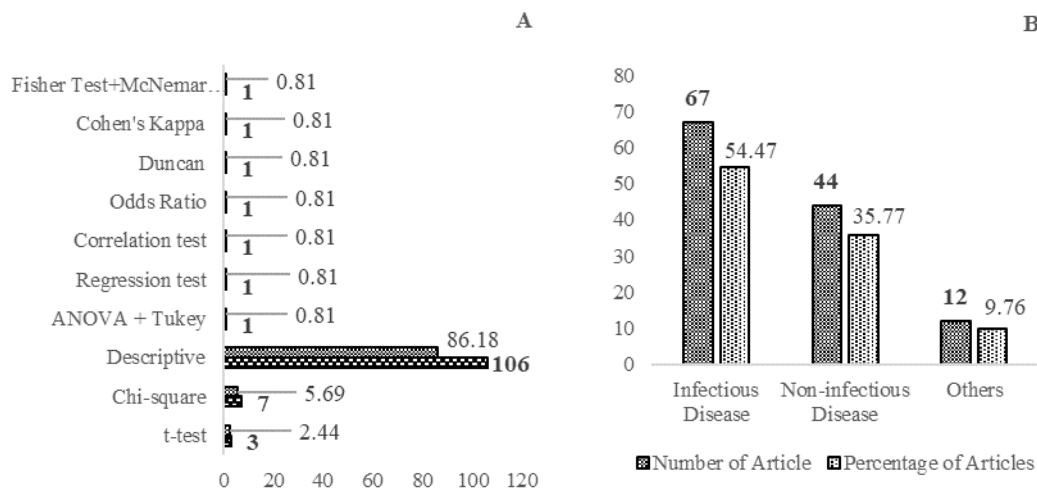 A
Fisher Test+McNemar..
0.81
1
Cohen's Kappa
0.81
1
Duncan
0.81
1
Odds Ratio
0.81
1
Correlation test
0.81
1
Regression test
0.81
1
ANOVA + Tukey
0.81
1
Descriptive
86.18
106
Chi-square
5.69
7
t-test
2.44
3
0 20 40 60 80 100 120
B
80
70
60
50
40
30
20
10
0
67
54.47
44
35.77
12
9.76
Infectious
Disease
Non-infectious
Disease
Others
Number of Article
Percentage of Articles